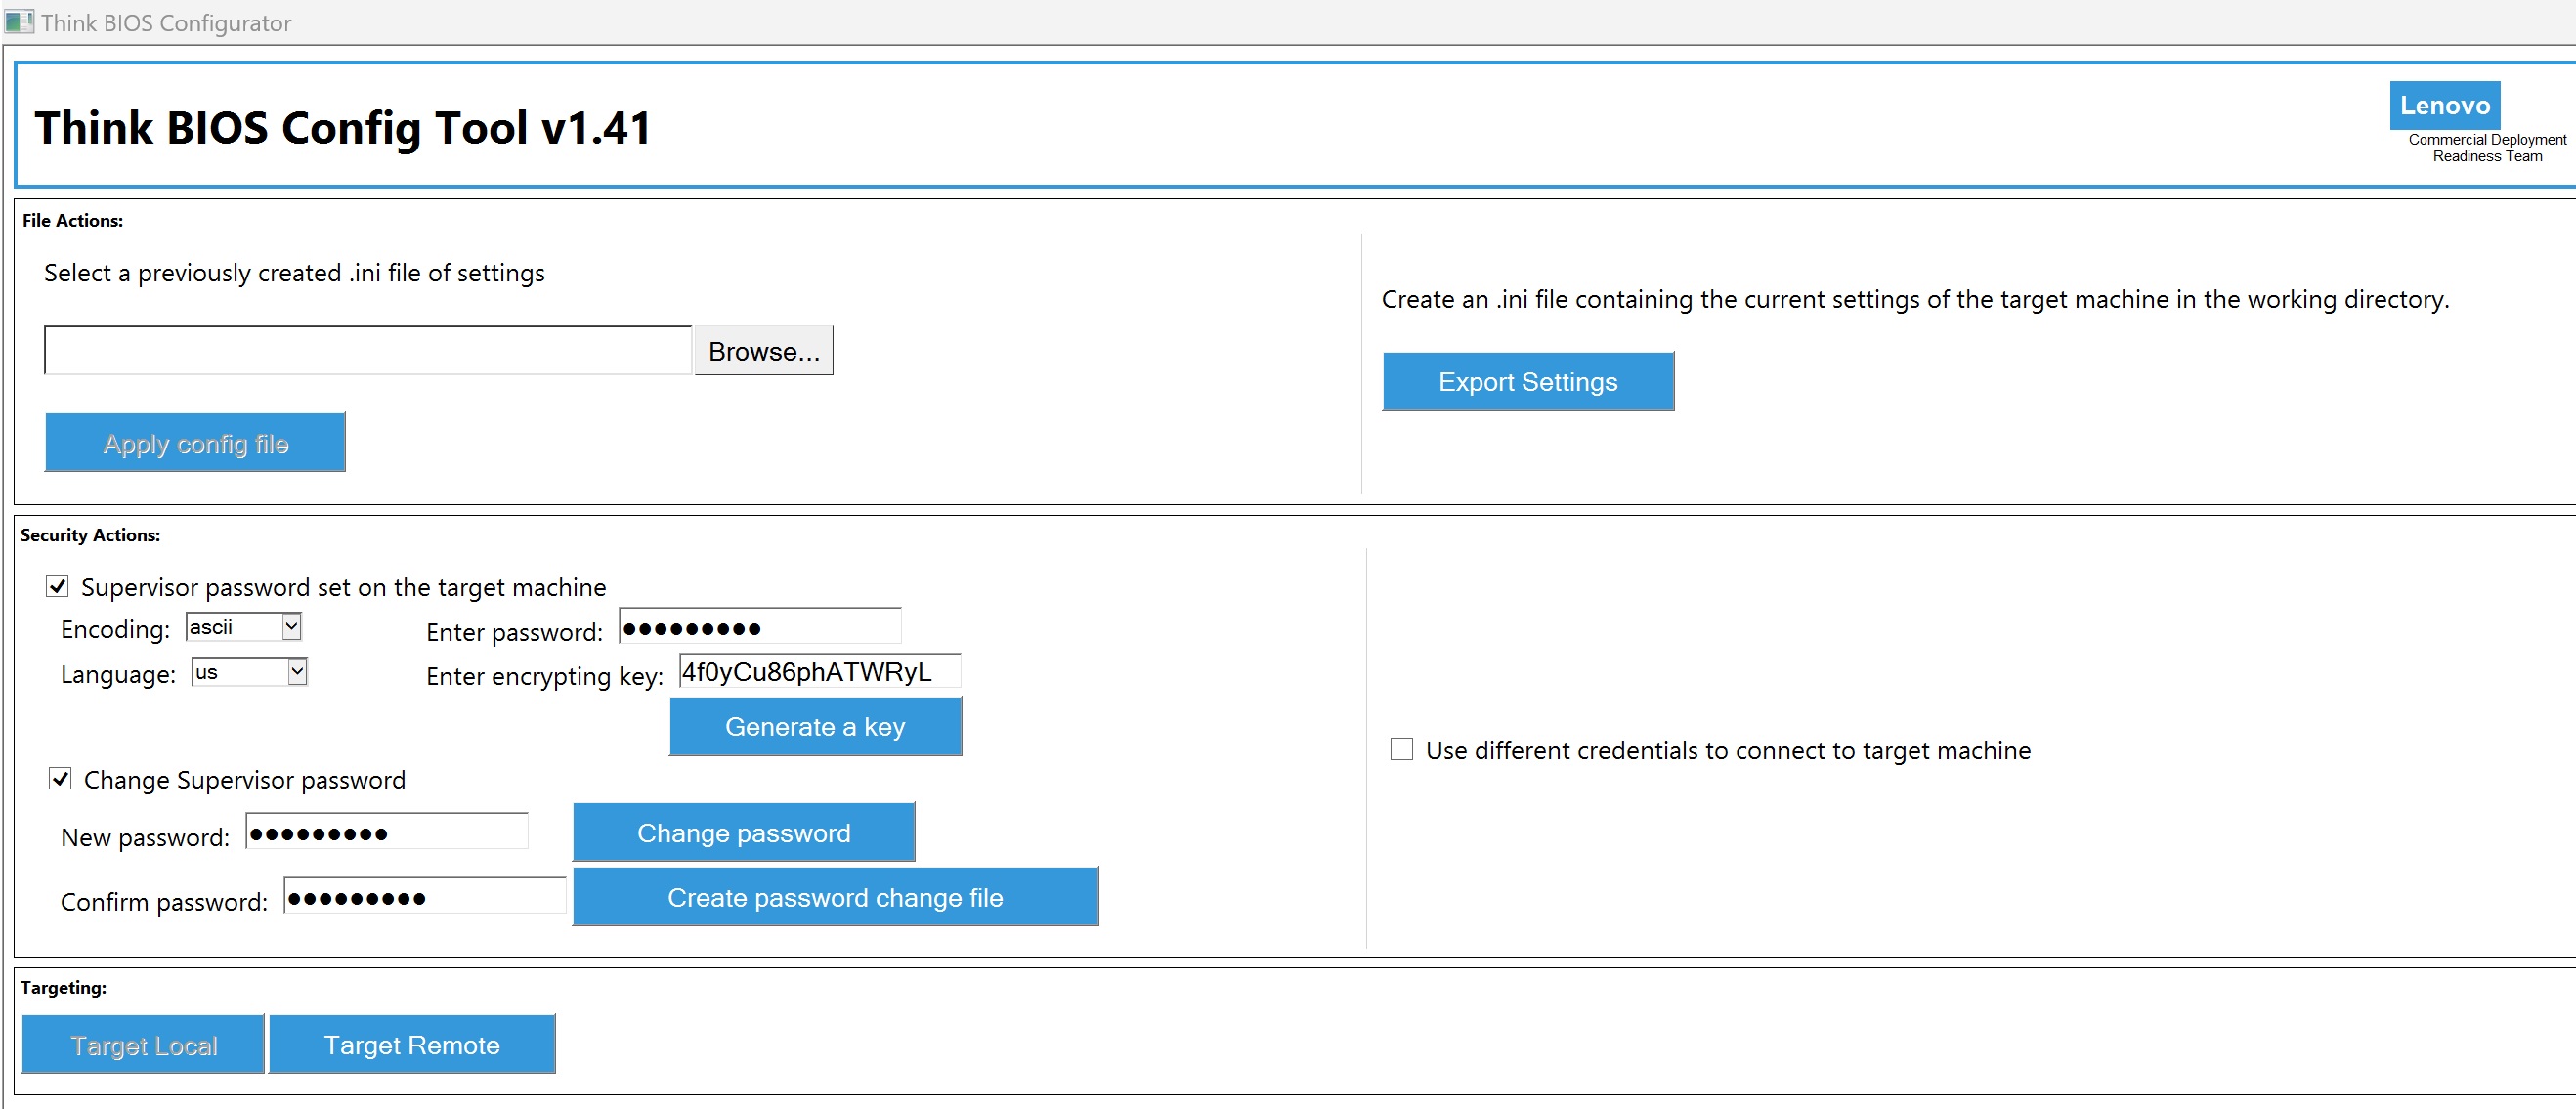 Think BIOS Configurator
Think BIOS Config Tool v1.41
Lenovo
Commercial Deployment
Readiness Team
File Actions:
Select a previously created .ini file of settings
Browse...
Apply config file
Create an .ini file containing the current settings of the target machine in the working directory.
Export Settings
Security Actions:
Supervisor password set on the target machine
Encoding: ascii Enter password: ●●●●●●●●●
Language: us Enter encrypting key: 4f0yCu86phATWRyL
Generate a key
Change Supervisor password
New password: ●●●●●●●●● Change password
Confirm password: ●●●●●●●●● Create password change file
Use different credentials to connect to target machine
Targeting:
Target Local Target Remote